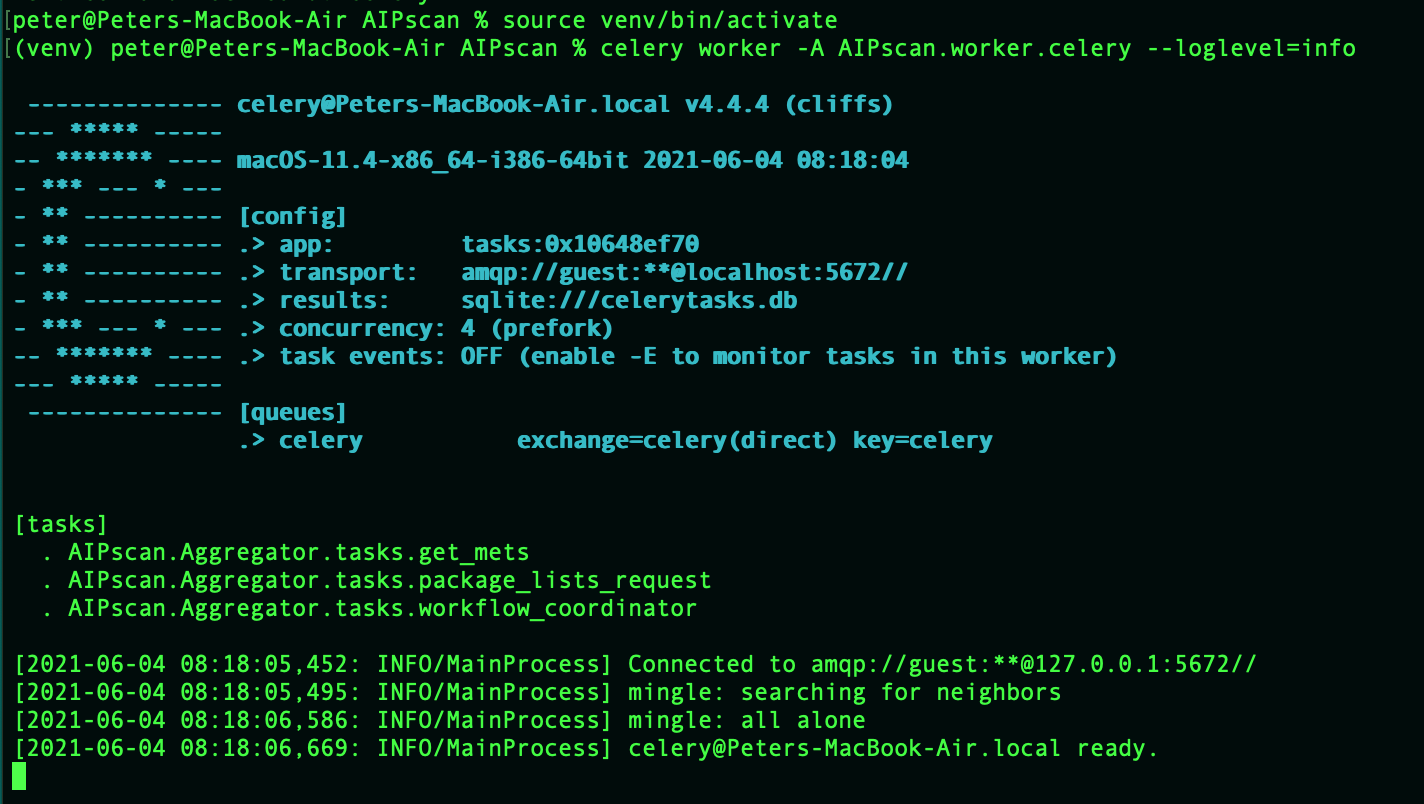 [peter@Peters-MacBook-Air AIPscan % source venv/bin/activate
[(venv) peter@Peters-MacBook-Air AIPscan % celery worker -A AIPscan.worker.celery --loglevel=info

 -------------- celery@Peters-MacBook-Air.local v4.4.4 (cliffs)
--- ***** -----
-- ******* ---- macOS-11.4-x86_64-i386-64bit 2021-06-04 08:18:04
- *** --- * ---
- ** ---------- [config]
- ** ---------- .> app:         tasks:0x10648ef70
- ** ---------- .> transport:   amqp://guest:**@localhost:5672//
- ** ---------- .> results:     sqlite:///celerytasks.db
- *** --- * --- .> concurrency: 4 (prefork)
-- ******* ---- .> task events: OFF (enable -E to monitor tasks in this worker)
--- ***** -----
 -------------- [queues]
                .> celery           exchange=celery(direct) key=celery

[tasks]
  . AIPscan.Aggregator.tasks.get_mets
  . AIPscan.Aggregator.tasks.package_lists_request
  . AIPscan.Aggregator.tasks.workflow_coordinator

[2021-06-04 08:18:05,452: INFO/MainProcess] Connected to amqp://guest:**@127.0.0.1:5672//
[2021-06-04 08:18:05,495: INFO/MainProcess] mingle: searching for neighbors
[2021-06-04 08:18:06,586: INFO/MainProcess] mingle: all alone
[2021-06-04 08:18:06,669: INFO/MainProcess] celery@Peters-MacBook-Air.local ready.